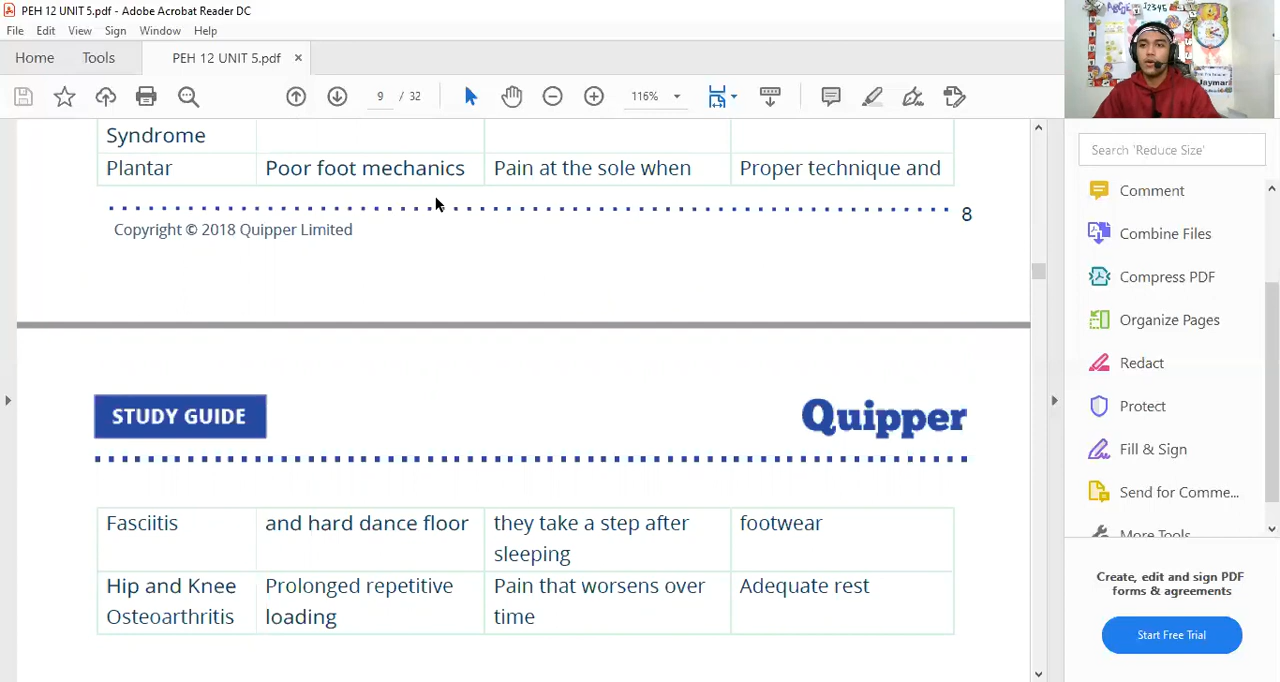 PEH 12 UNIT 5.pdf - Adobe Acrobat Reader DC
File Edit View Sign Window Help
Home Tools PEH 12 UNIT 5.pdf ×
9 / 32 116%
Syndrome
Plantar Poor foot mechanics Pain at the sole when Proper technique and
8
Copyright © 2018 Quipper Limited
STUDY GUIDE Quipper
Fasciitis and hard dance floor they take a step after footwear
sleeping
Hip and Knee Prolonged repetitive Pain that worsens over Adequate rest
Osteoarthritis loading time
Search 'Reduce Size'
Comment
Combine Files
Compress PDF
Organize Pages
Redact
Protect
Fill & Sign
Send for Comme...
More Tools
Create, edit and sign PDF
forms & agreements
Start Free Trial